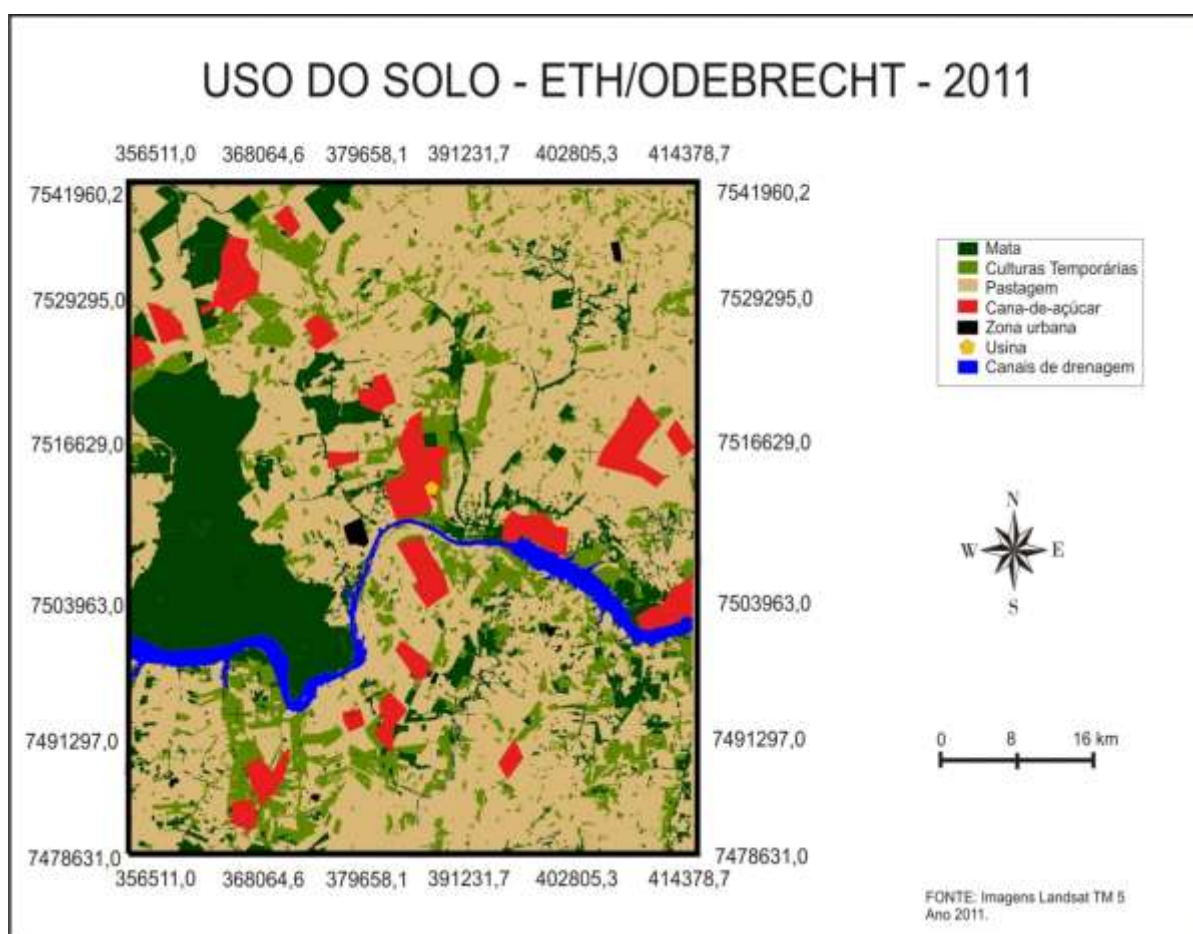 USO DO SOLO - ETH/ODEBRECHT - 2011
356511,0 368064,6 379658,1 391231,7 402805,3 414378,7
7541960,2 7541960,2
7529295,0 7529295,0
7516629,0 7516629,0
7503963,0 7503963,0
7491297,0 7491297,0
7478631,0 7478631,0
356511,0 368064,6 379658,1 391231,7 402805,3 414378,7
Mata
Culturas Temporárias
Pastagem
Cana-de-açúcar
Zona urbana
Usina
Canais de drenagem
N
W E
S
0 8 16 km
FONTE: Imagens Landsat TM 5
Ano 2011.